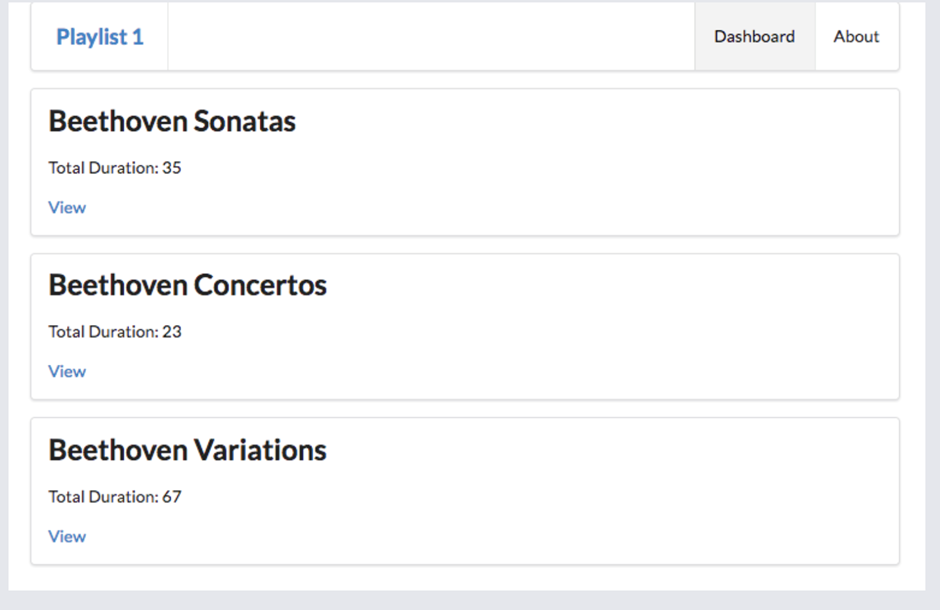 Playlist 1
Dashboard
About
Beethoven Sonatas
Total Duration: 35
View
Beethoven Concertos
Total Duration: 23
View
Beethoven Variations
Total Duration: 67
View